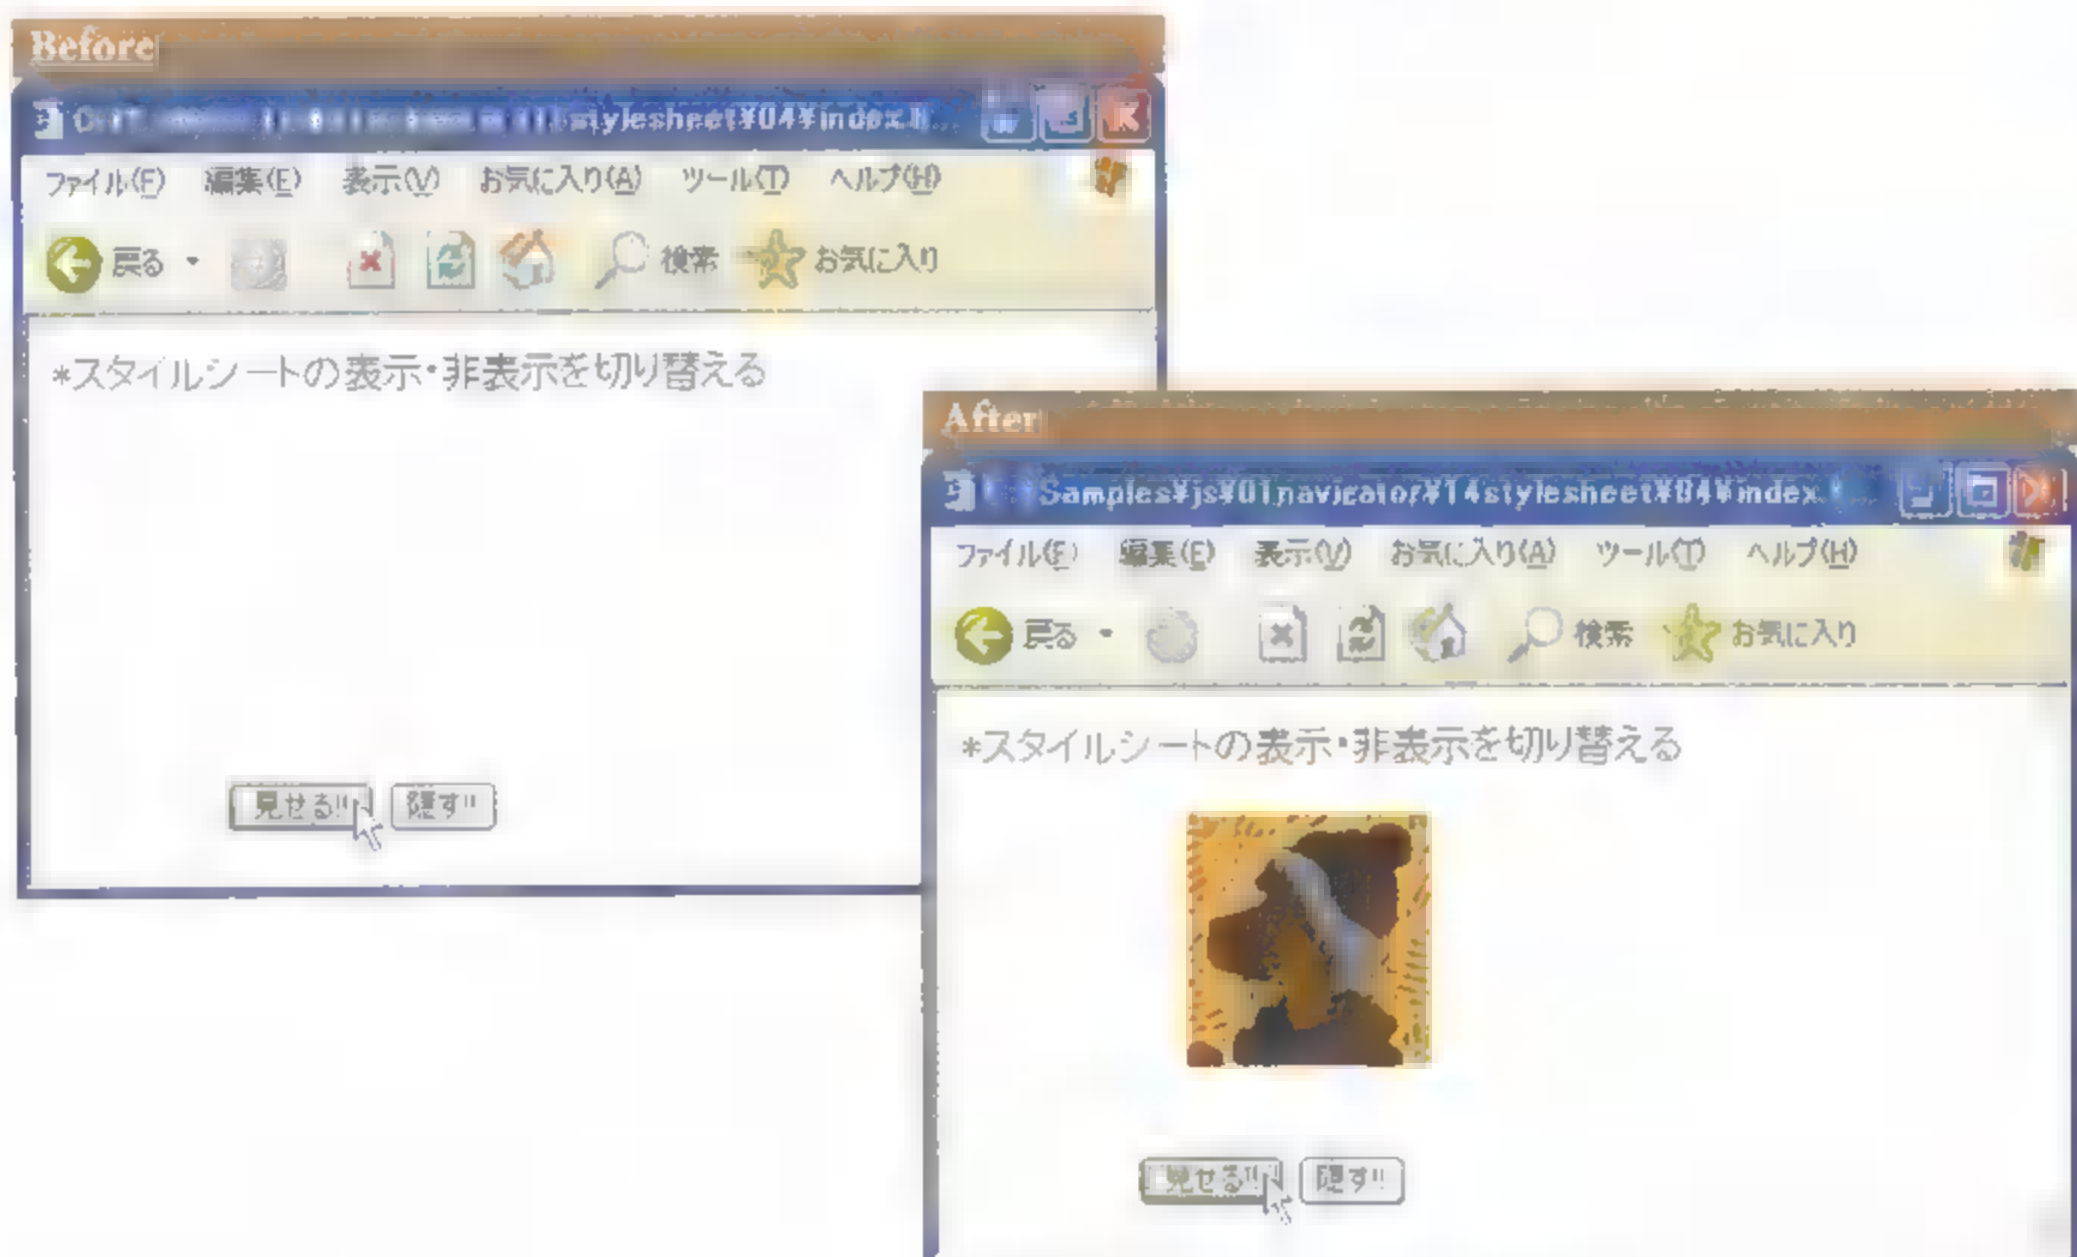 Before
stylesheet¥04¥index.h...
ファイル(F) 編集(E) 表示(V) お気に入り(A) ツール(T) ヘルプ(H)
戻る 検索 お気に入り
*スタイルシートの表示・非表示を切り替える
見せる!! 隠す!!
After
Samples¥js¥01navigator¥14stylesheet¥04¥index.
ファイル(F) 編集(E) 表示(V) お気に入り(A) ツール(T) ヘルプ(H)
戻る 検索 お気に入り
*スタイルシートの表示・非表示を切り替える
見せる!! 隠す!!